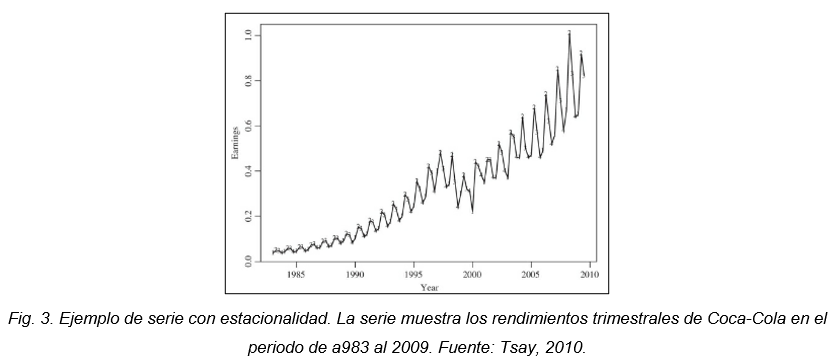 1.0
0.8
0.6
0.4
0.2
0.0
Earnings
1985 1990 1995 2000 2005 2010
Year
Fig. 3. Ejemplo de serie con estacionalidad. La serie muestra los rendimientos trimestrales de Coca-Cola en el
periodo de a983 al 2009. Fuente: Tsay, 2010.